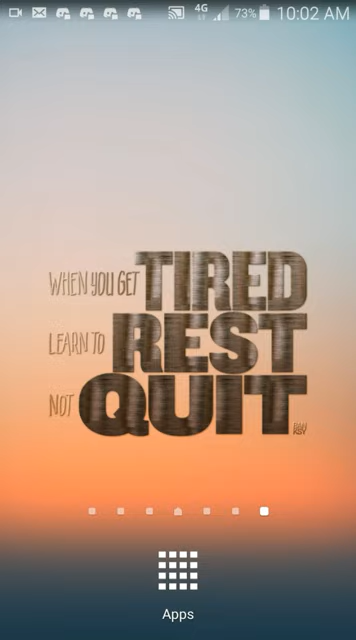 4G 73% 10:02 AM
WHEN YOU GET TIRED
LEARN TO REST
NOT QUIT
Apps